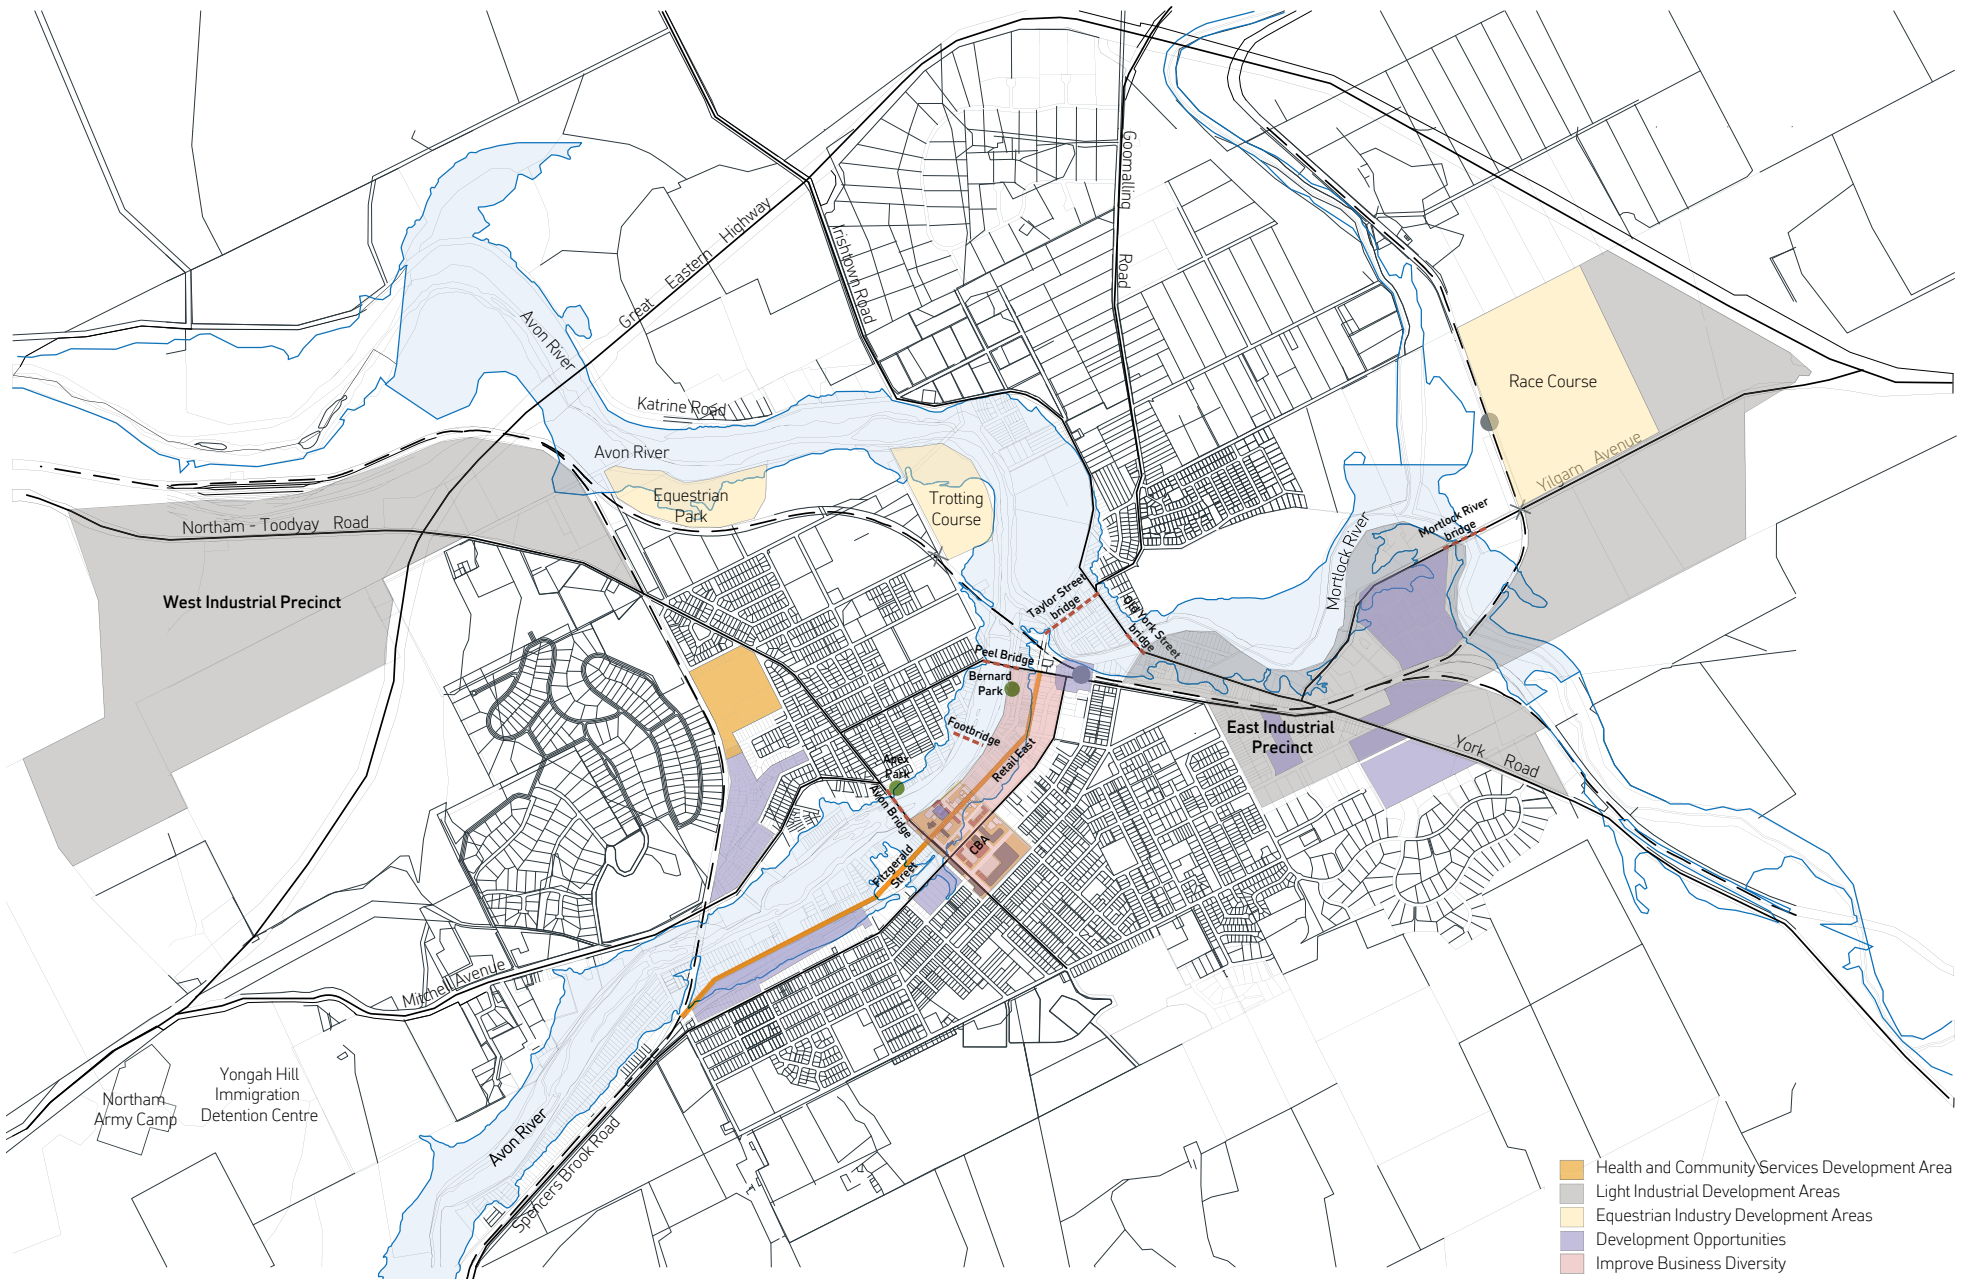 Goomalling
Road
Great Eastern Highway
Irishtown Road
Avon River
Katrine Road
Avon River
Race Course
Yilgarn Avenue
Equestrian
Park
Trotting
Course
Northam - Toodyay Road
Mortlock River
bridge
Mortlock River
West Industrial Precinct
Taylor Street
bridge
Old York Street
bridge
Peel Bridge
Bernard
Park
Footbridge
East Industrial
Precinct
York Road
Retail East
Apex
Park
Avon Bridge
CBA
Fitzgerald
Street
Mitchell Avenue
Yongah Hill
Immigration
Detention Centre
Northam
Army Camp
Avon River
Spencers Brook Road
Health and Community Services Development Area
Light Industrial Development Areas
Equestrian Industry Development Areas
Development Opportunities
Improve Business Diversity